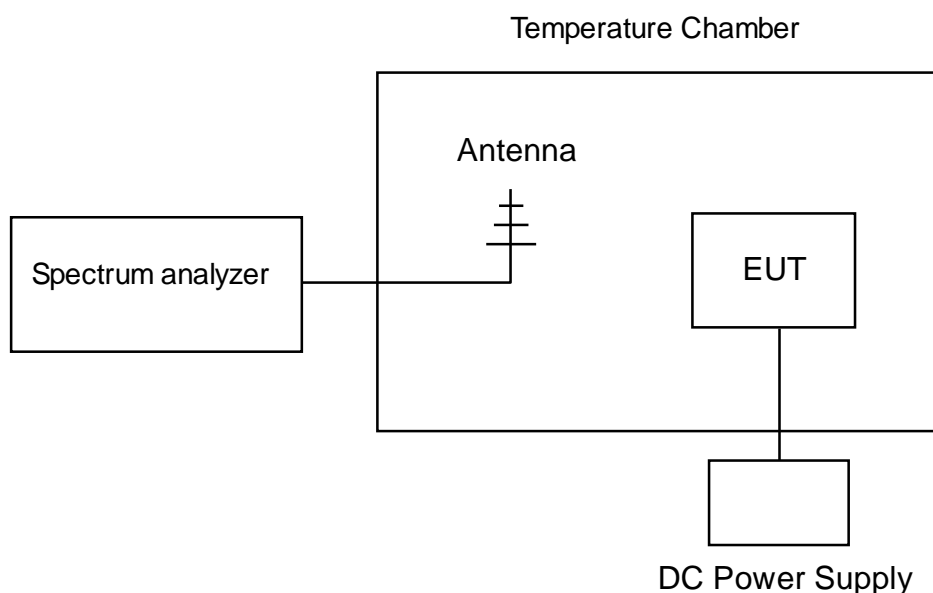 Temperature Chamber
Antenna
Spectrum analyzer
EUT
DC Power Supply